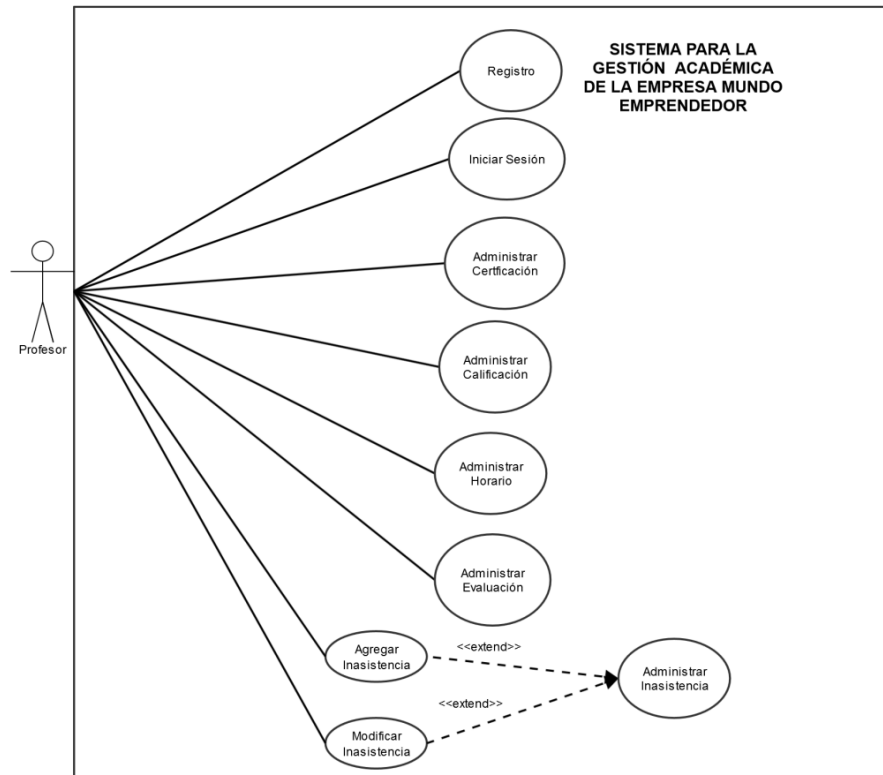 SISTEMA PARA LA
GESTIÓN ACADÉMICA
DE LA EMPRESA MUNDO
EMPRENDEDOR
Registro
Iniciar Sesión
Administrar
Certficación
Profesor
Administrar
Calificación
Administrar
Horario
Administrar
Evaluación
Agregar
Inasistencia
<<extend>>
Administrar
Inasistencia
<<extend>>
Modificar
Inasistencia